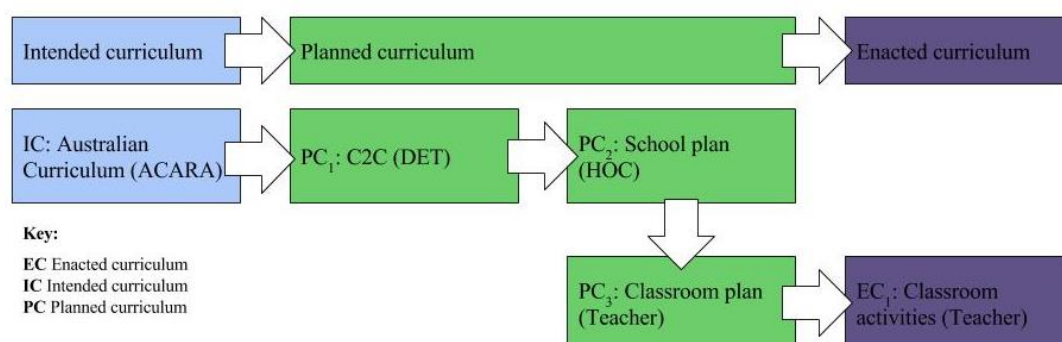 Intended curriculum
Planned curriculum
Enacted curriculum
IC: Australian
Curriculum (ACARA)
PC₁: C2C (DET)
PC₂: School plan
(HOC)
Key:
EC Enacted curriculum
IC Intended curriculum
PC Planned curriculum
PC₃: Classroom plan
(Teacher)
EC₁: Classroom
activities (Teacher)